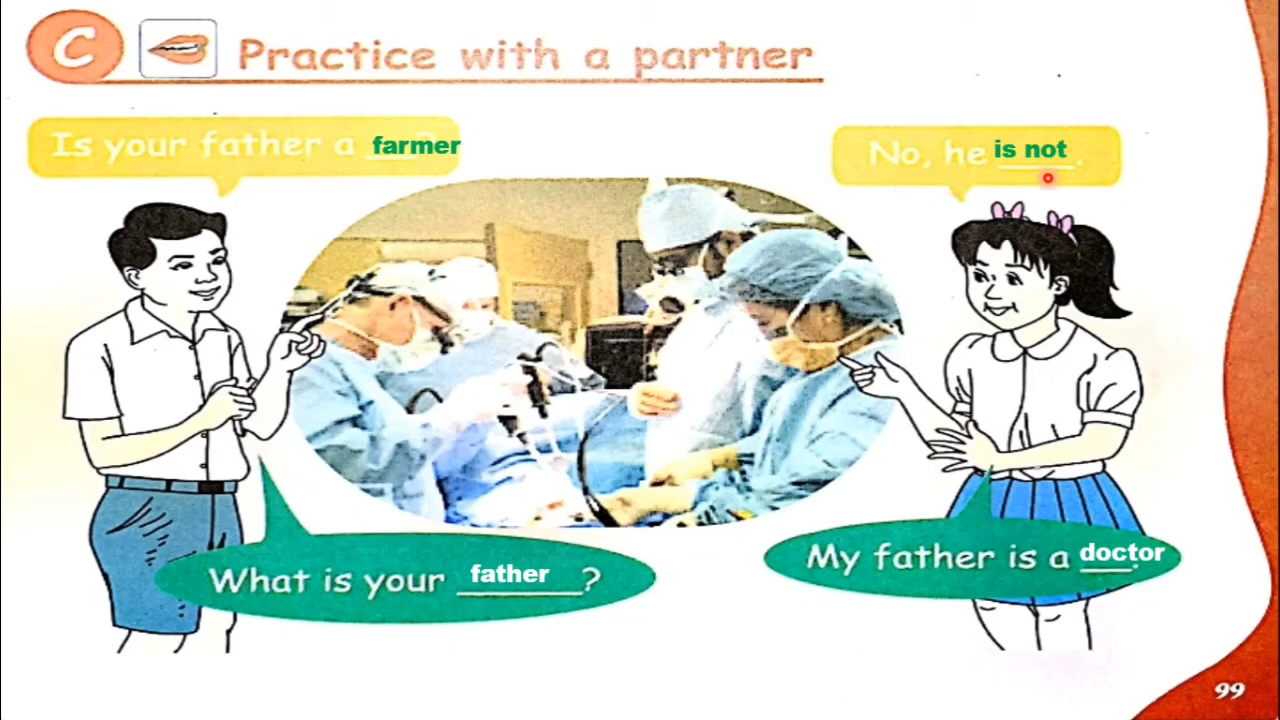 C Practice with a partner
Is your father a farmer?
No, he is not.
What is your father?
My father is a doctor.
99